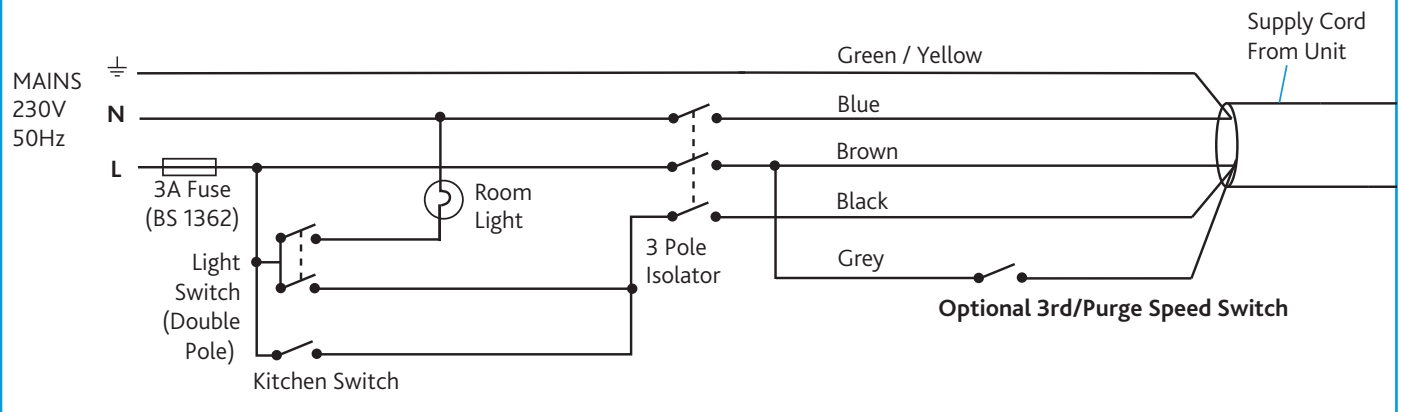 Supply Cord
From Unit
Green / Yellow
MAINS
230V
50Hz
N
Blue
L
Brown
3A Fuse
(BS 1362)
Room
Light
Black
Light
Switch
(Double
Pole)
3 Pole
Isolator
Grey
Optional 3rd/Purge Speed Switch
Kitchen Switch